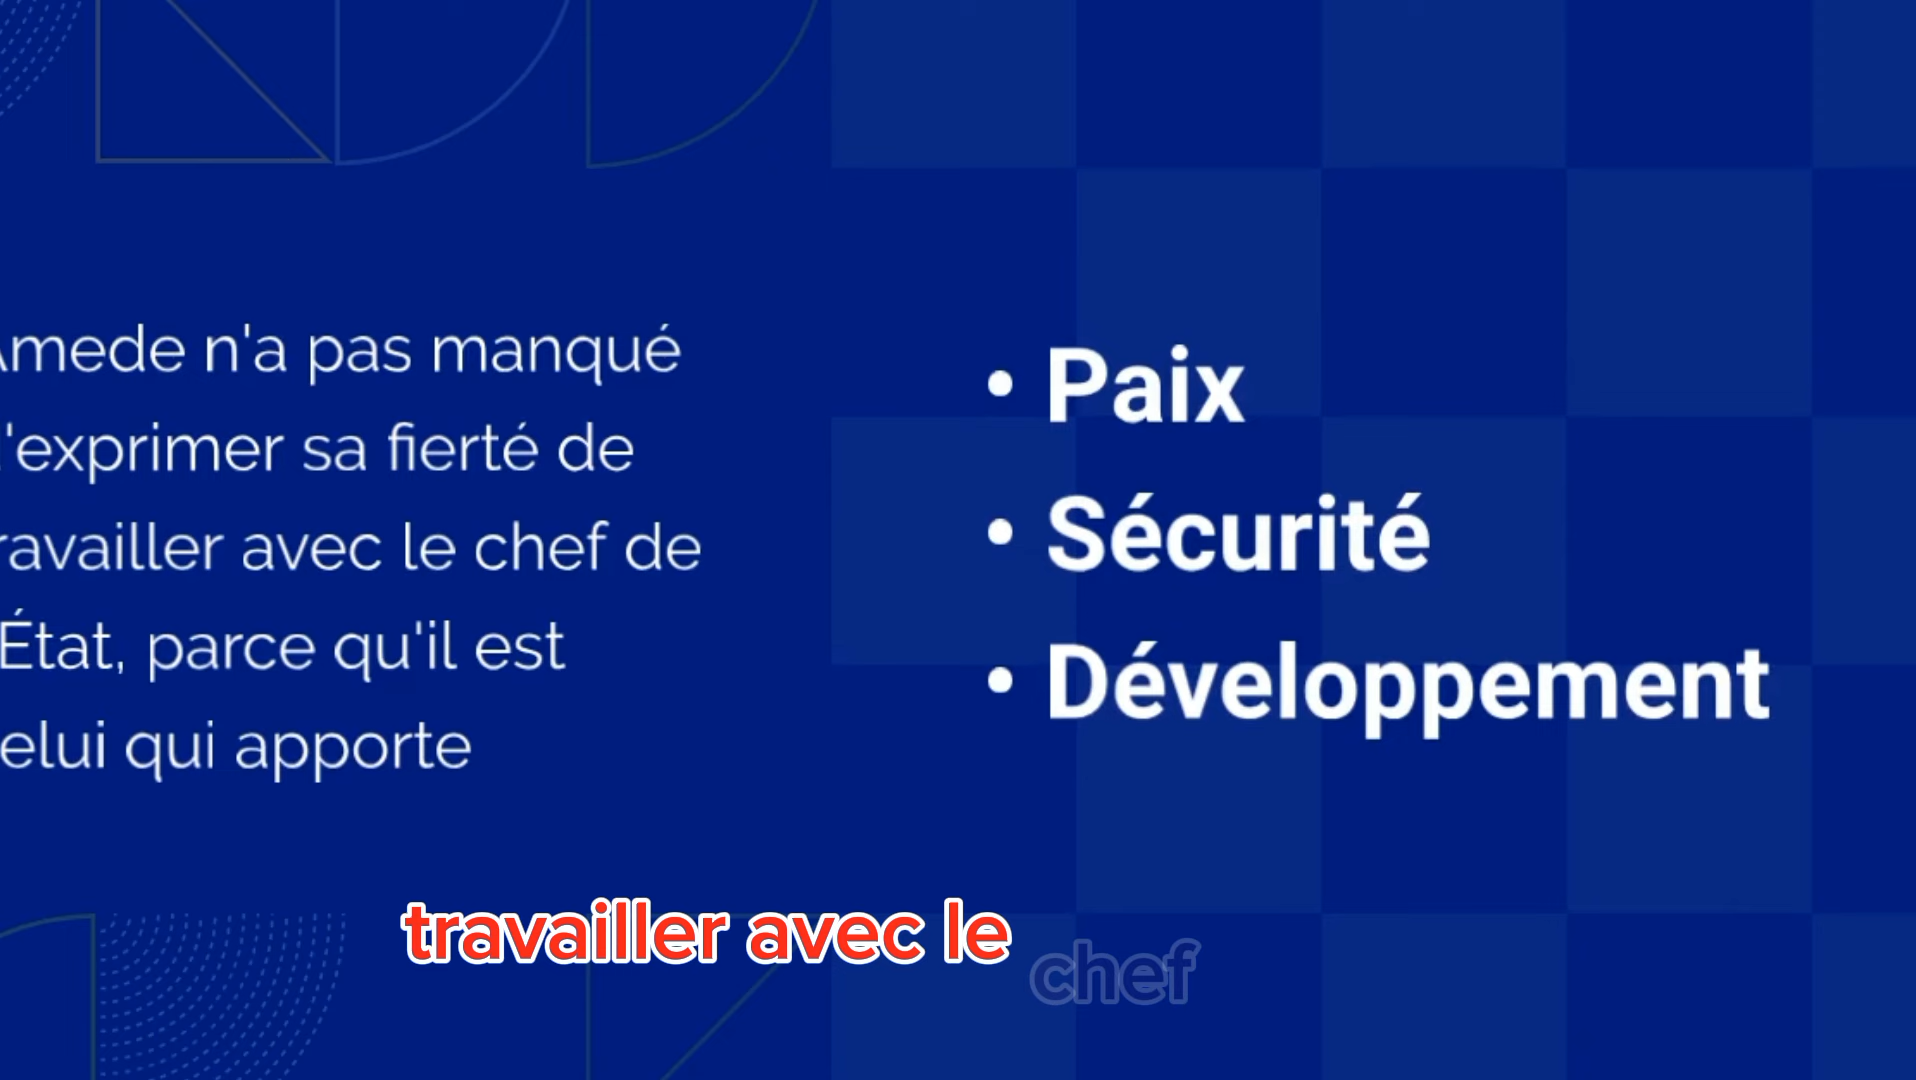 Amede n'a pas manqué
d'exprimer sa fierté de
ravailler avec le chef de
État, parce qu'il est
elui qui apporte
• Paix
• Sécurité
• Développement
travailler avec le chef